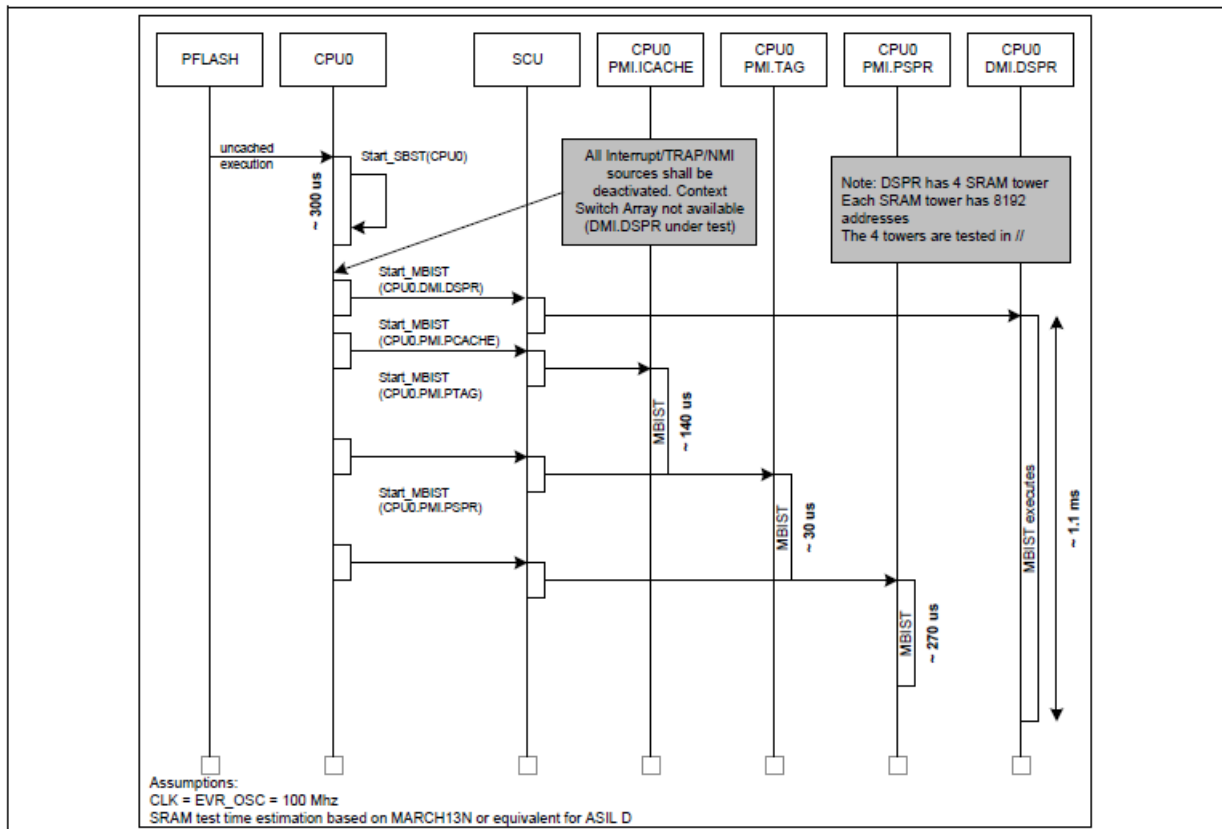 PFLASH
CPU0
SCU
CPU0
PMI.ICACHE
CPU0
PMI.TAG
CPU0
PMI.PSPR
CPU0
DMI.DSPR
uncached
execution
Start_SBST(CPU0)
~ 300 us
All Interrupt/TRAP/NMI
sources shall be
deactivated. Context
Switch Array not available
(DMI.DSPR under test)
Note: DSPR has 4 SRAM tower
Each SRAM tower has 8192
addresses
The 4 towers are tested in //
Start_MBIST
(CPU0.DMI.DSPR)
Start_MBIST
(CPU0.PMI.PCACHE)
Start_MBIST
(CPU0.PMI.PTAG)
MBIST
~ 140 us
Start_MBIST
(CPU0.PMI.PSPR)
MBIST
~ 30 us
MBIST
~ 270 us
MBIST executes
~ 1.1 ms
Assumptions:
CLK = EVR_OSC = 100 Mhz
SRAM test time estimation based on MARCH13N or equivalent for ASIL D